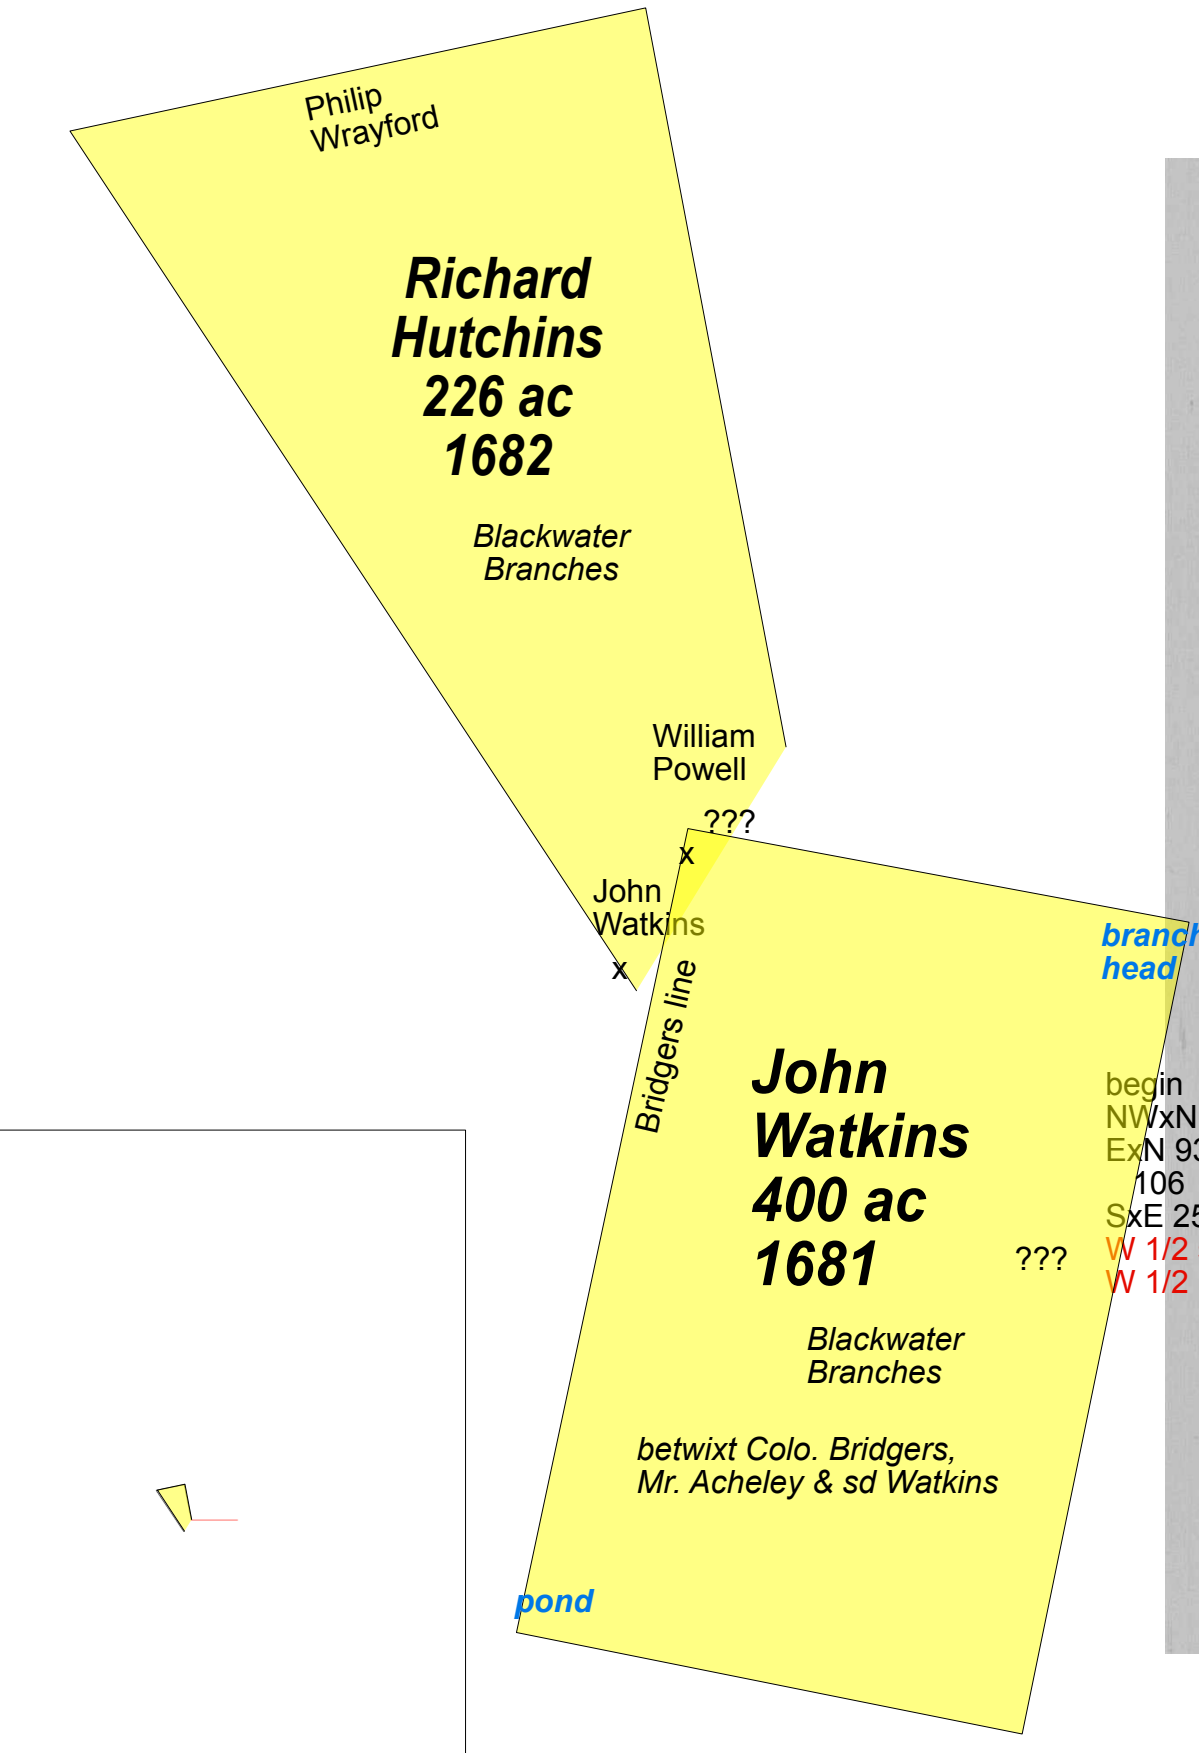 Philip
Wrayford
Richard
Hutchins
226 ac
1682
Blackwater
Branches
William
Powell
???
x
John
Watkins
x
Bridgers line
branch
head
John
Watkins
400 ac
1681
???
begin
NWxN
ExN 93
106
SxE 25
W 1/2
W 1/2
Blackwater
Branches
betwixt Colo. Bridgers,
Mr. Acheley & sd Watkins
pond